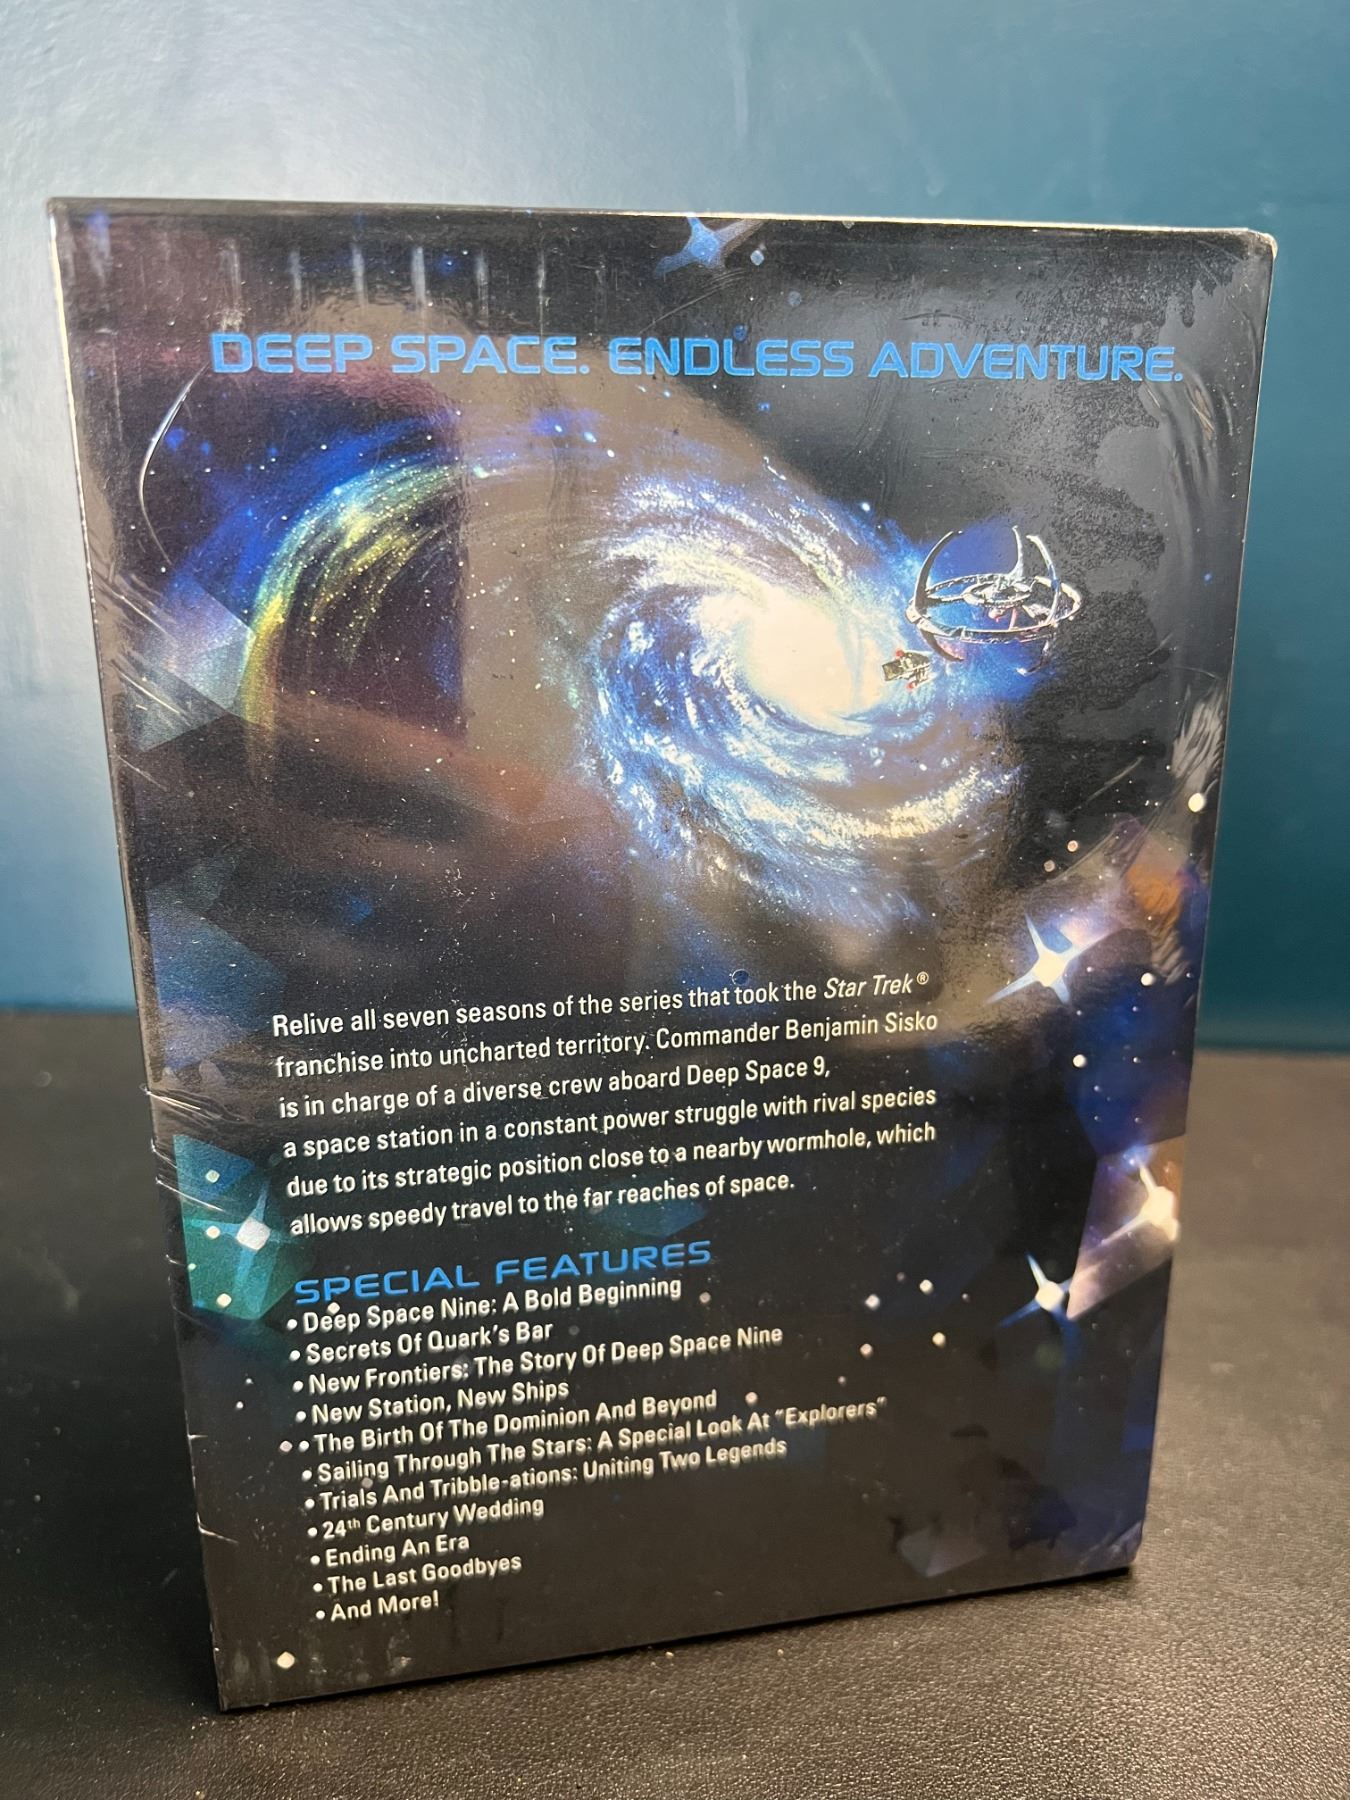 DEEP SPACE. ENDLESS ADVENTURE.
Relive all seven seasons of the series that took the Star Trek®
franchise into uncharted territory. Commander Benjamin Sisko
is in charge of a diverse crew aboard Deep Space 9,
a space station in a constant power struggle with rival species
due to its strategic position close to a nearby wormhole, which
allows speedy travel to the far reaches of space.
SPECIAL FEATURES
• Deep Space Nine: A Bold Beginning
• Secrets Of Quark's Bar
• New Frontiers: The Story Of Deep Space Nine
• New Station, New Ships
• The Birth Of The Dominion And Beyond
• Sailing Through The Stars: A Special Look At "Explorers"
• Trials And Tribble-ations: Uniting Two Legends
• 24th Century Wedding
• Ending An Era
• The Last Goodbyes
• And More!